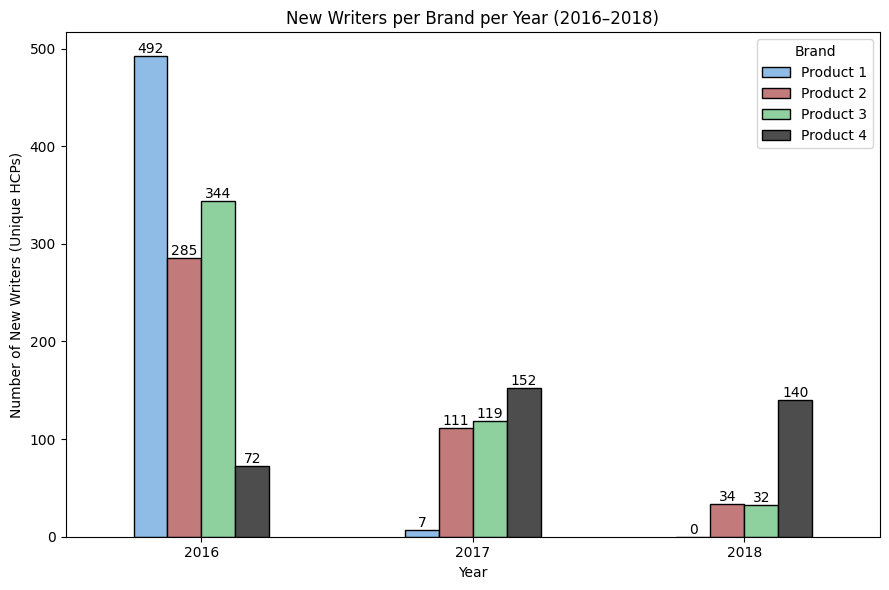 New Writers per Brand per Year (2016–2018)
Number of New Writers (Unique HCPs)
500
400
300
200
100
0
492
285
344
72
7
111
119
152
0
34
32
140
Brand
Product 1
Product 2
Product 3
Product 4
2016
2017
2018
Year